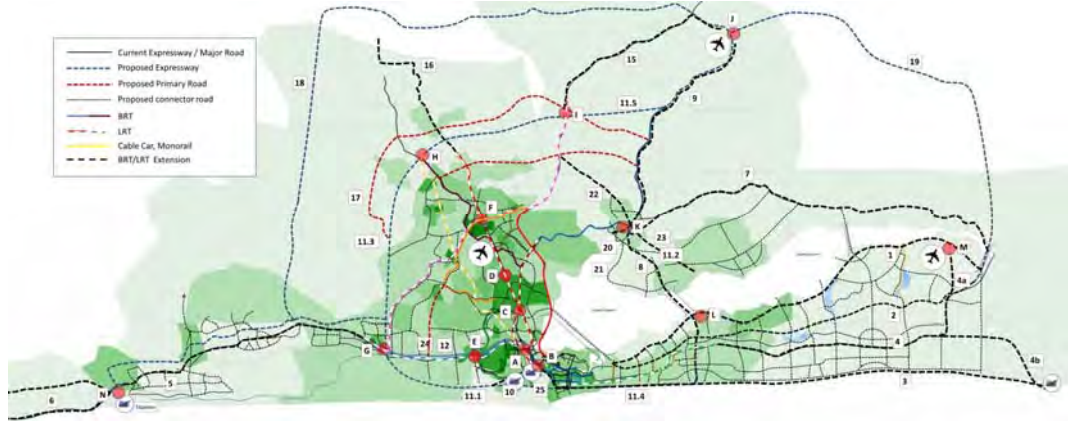 J
18
15
19
16
Current Expressway / Major Road
Proposed Expressway
Proposed Primary Road
Proposed connector road
BRT
LRT
Cable Car, Monorail
BRT/LRT Extension
9
11.5
I
H
7
17
22
F
K
23
11.3
20
11.2
1
M
21
8
D
4a
C
L
2
G
24
12
E
A
B
4
5
4b
N
6
11.1
10
25
11.4
3